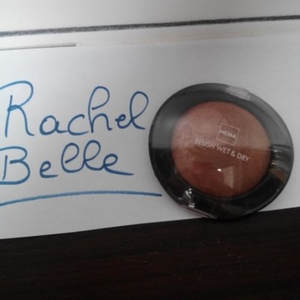 Rachel
Belle
HEMA
BLUSH WET & DRY